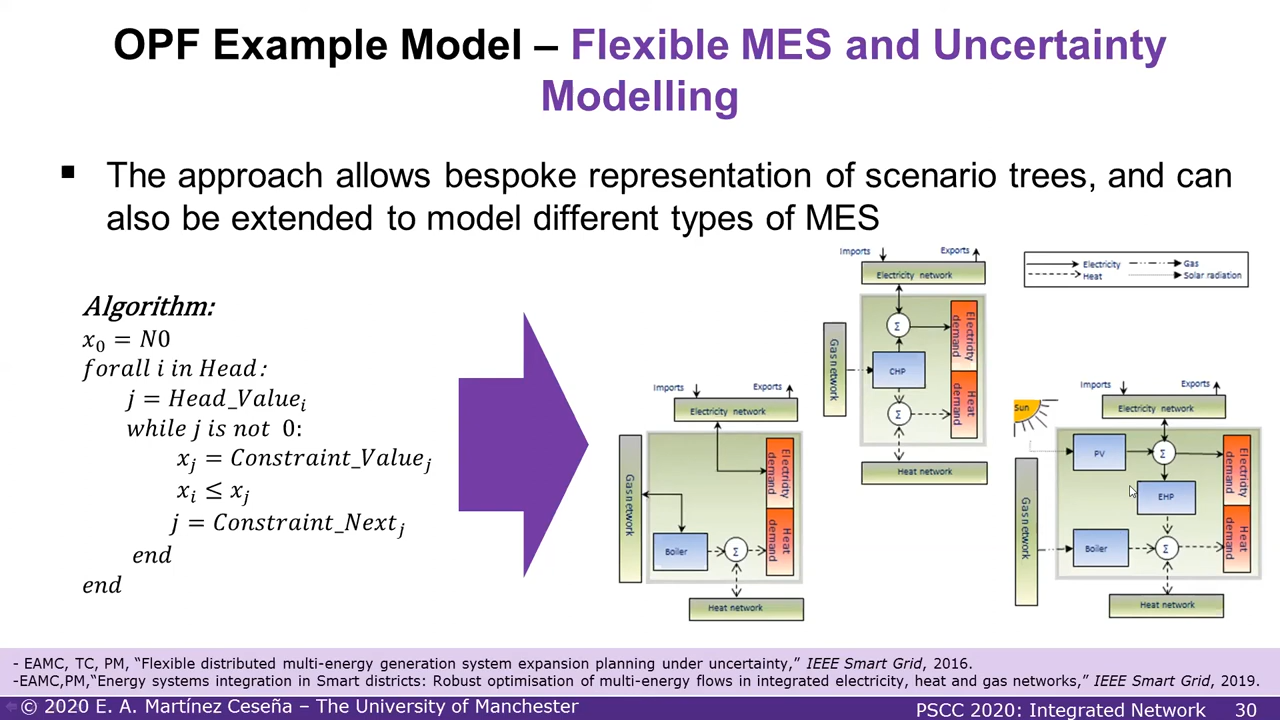 OPF Example Model – Flexible MES and Uncertainty
Modelling
▪ The approach allows bespoke representation of scenario trees, and can
also be extended to model different types of MES
Algorithm:
x₀ = N0
forall i in Head:
j = Head_Valueᵢ
while j is not 0:
xⱼ = Constraint_Valueⱼ
xᵢ ≤ xⱼ
j = Constraint_Nextⱼ
end
end
Imports Exports
Electricity network
Gas network
Electricity demand
Boiler
Σ
Heat demand
Heat network
Imports Exports
Electricity network
Gas network
Σ
Electricity demand
CHP
Σ
Heat demand
Heat network
Electricity
Gas
Heat
Solar radiation
Imports Exports
Sun
Electricity network
PV
Σ
Electricity demand
EHP
Gas network
Boiler
Σ
Heat demand
Heat network
- EAMC, TC, PM, “Flexible distributed multi-energy generation system expansion planning under uncertainty,” IEEE Smart Grid, 2016.
-EAMC,PM,“Energy systems integration in Smart districts: Robust optimisation of multi-energy flows in integrated electricity, heat and gas networks,” IEEE Smart Grid, 2019.
© 2020 E. A. Martínez Ceseña – The University of Manchester
PSCC 2020: Integrated Network 30